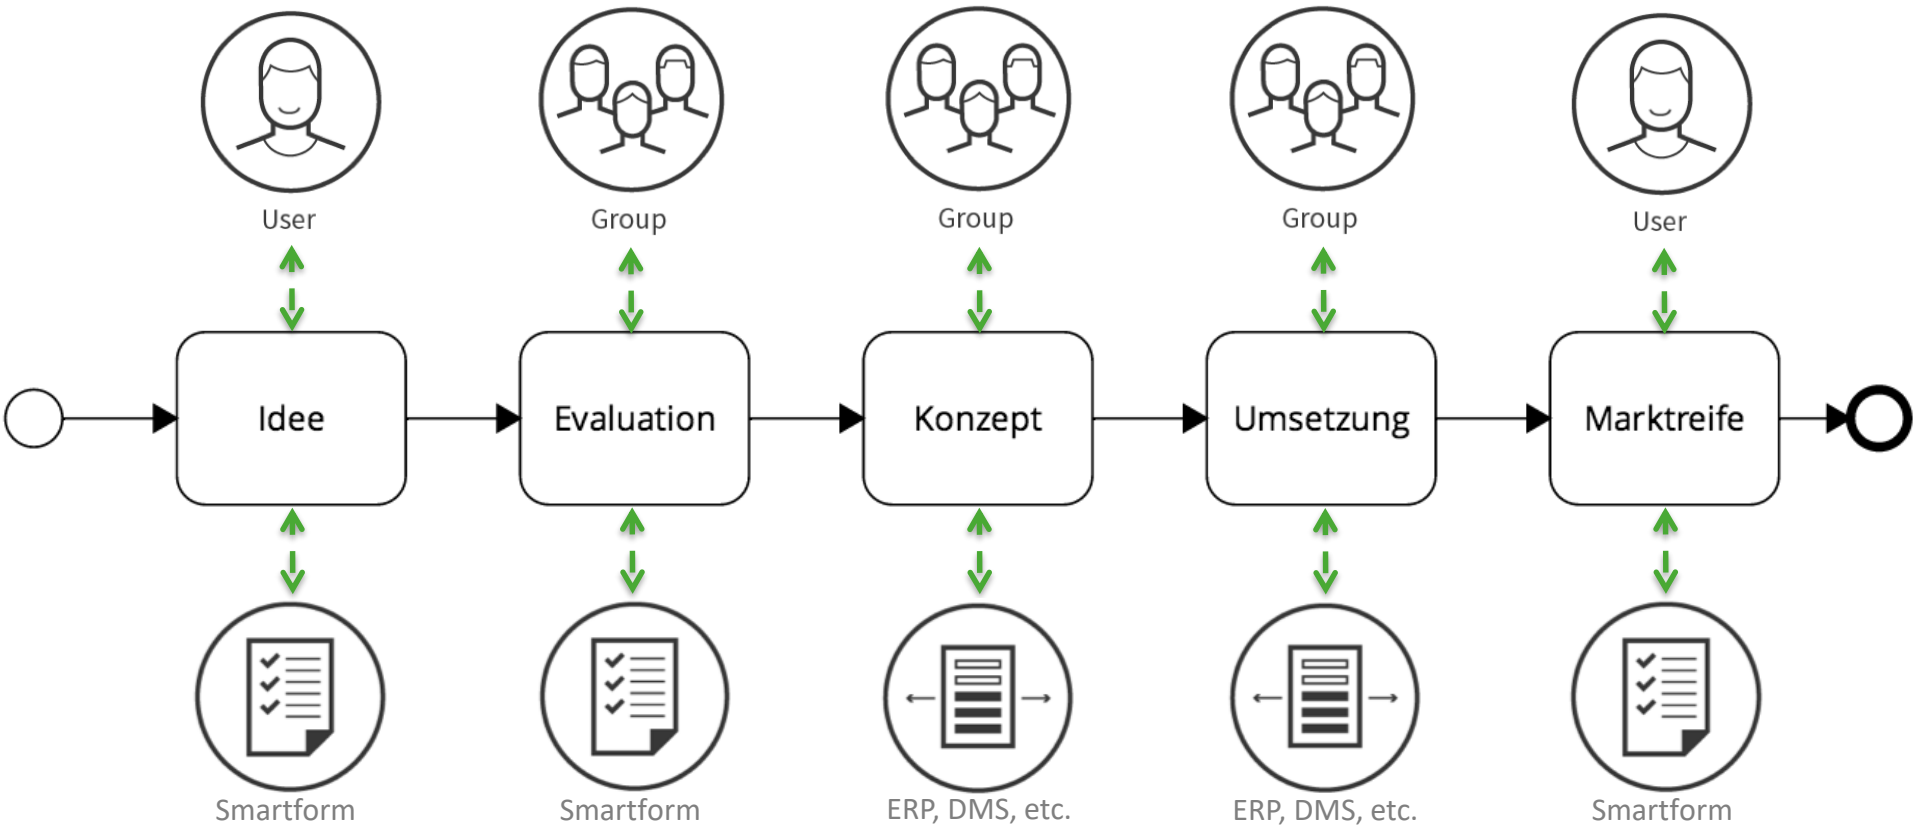 User
Group
Group
Group
User
Idee
Evaluation
Konzept
Umsetzung
Marktreife
Smartform
Smartform
ERP, DMS, etc.
ERP, DMS, etc.
Smartform